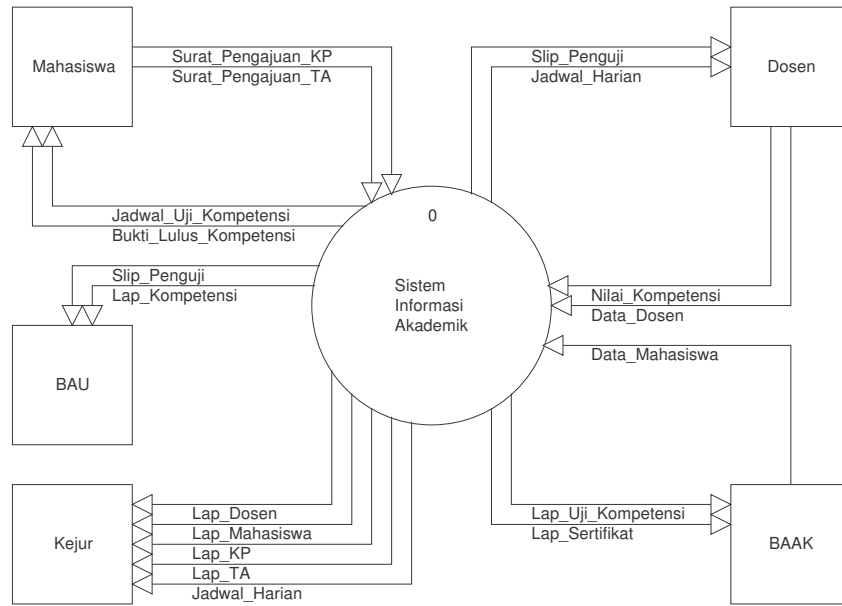 Mahasiswa
Surat_Pengajuan_KP
Surat_Pengajuan_TA
Slip_Penguji
Jadwal_Harian
Dosen
Jadwal_Uji_Kompetensi
Bukti_Lulus_Kompetensi
0
Sistem
Informasi
Akademik
Slip_Penguji
Lap_Kompetensi
Nilai_Kompetensi
Data_Dosen
Data_Mahasiswa
BAU
Kejur
Lap_Dosen
Lap_Mahasiswa
Lap_KP
Lap_TA
Jadwal_Harian
Lap_Uji_Kompetensi
Lap_Sertifikat
BAAK